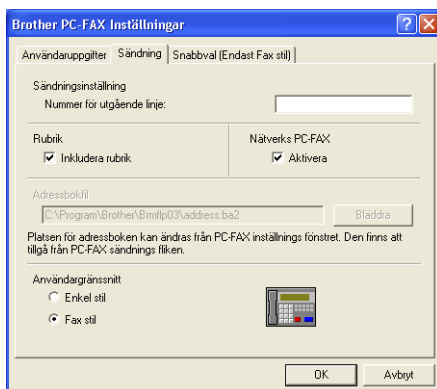 Brother PC-FAX Inställningar
Användaruppgifter Sändning Snabbval (Endast Fax stil)
Sändningsinställning
Nummer för utgående linje:
Rubrik Nätverks PC-FAX
Inkludera rubrik Aktivera
Adressbokfil
C:\Program\Brother\Brmflp03\address.ba2 Bläddra
Platsen för adressboken kan ändras från PC-FAX inställnings fönstret. Den finns att
tillgå från PC-FAX sändnings fliken.
Användargränssnitt
Enkel stil
Fax stil
OK Avbryt